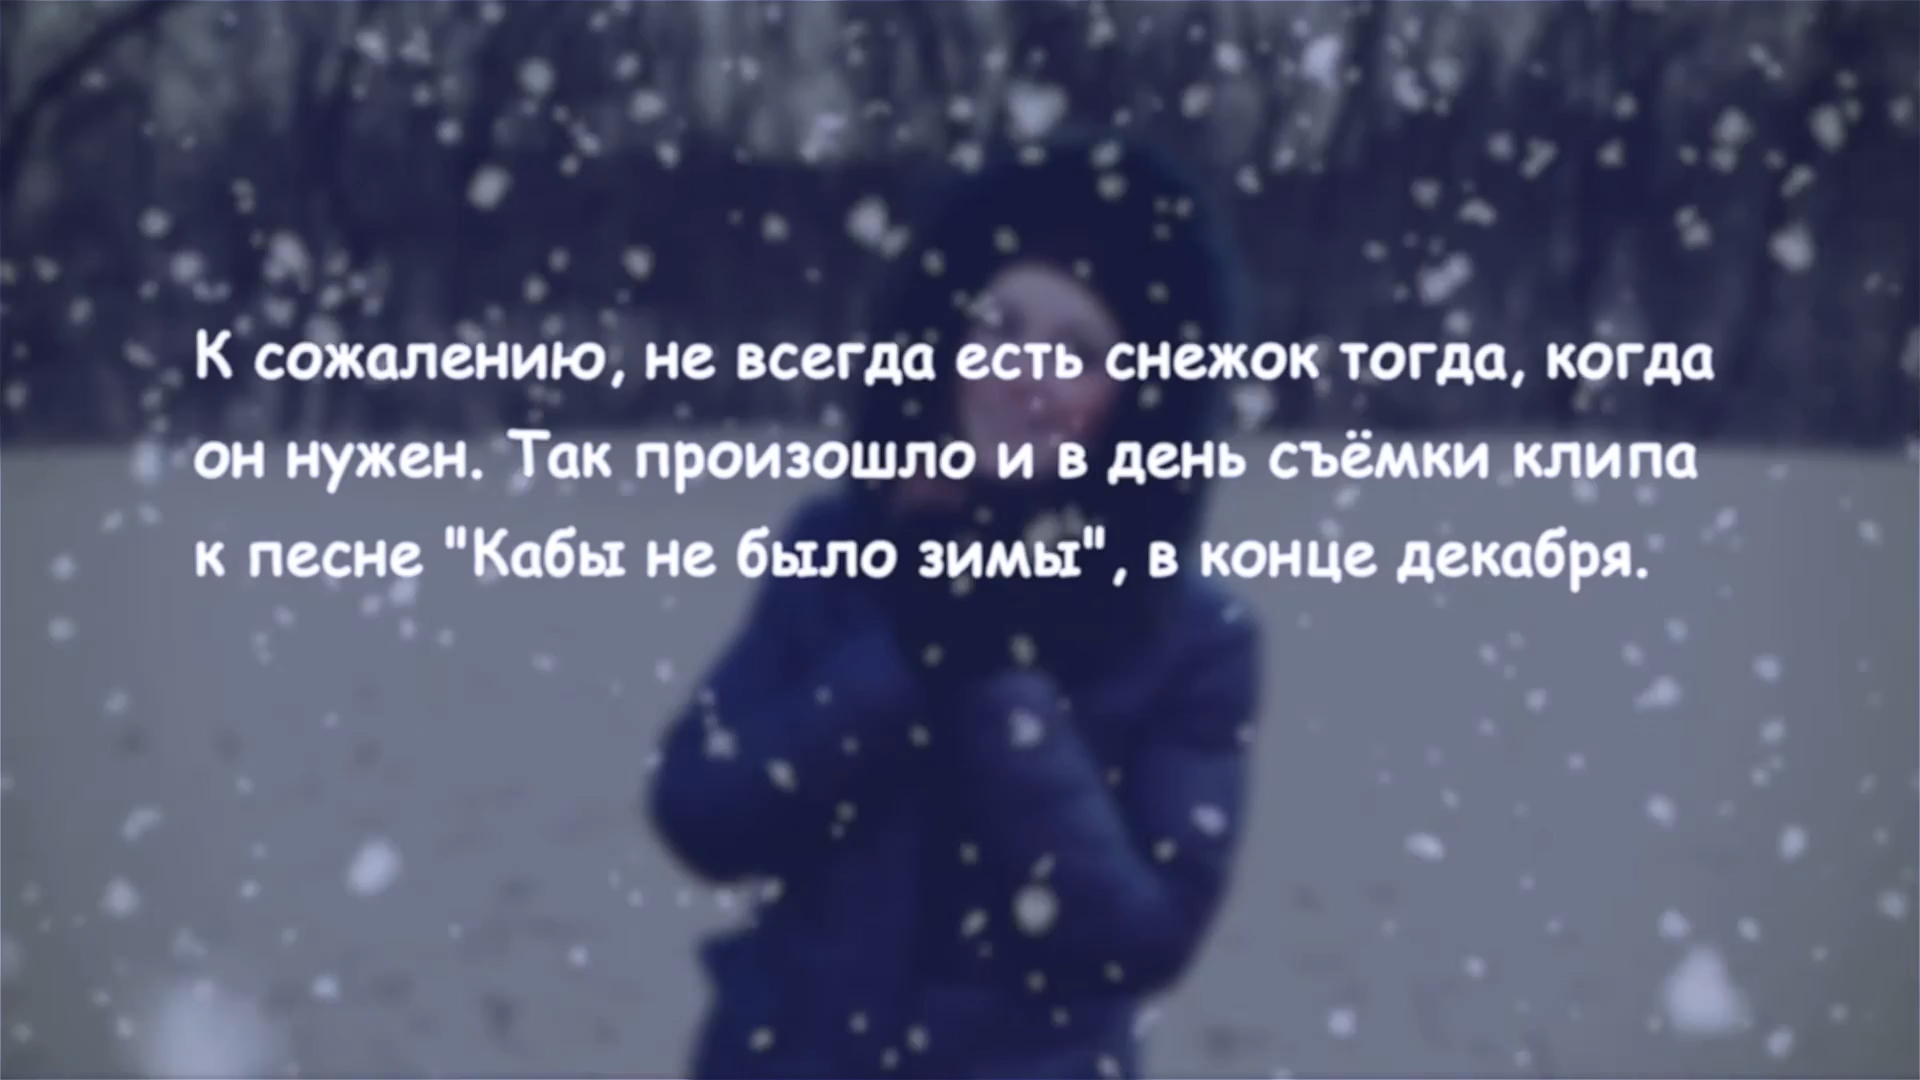 К сожалению, не всегда есть снежок тогда, когда
он нужен. Так произошло и в день съёмки клипа
к песне "Кабы не было зимы", в конце декабря.